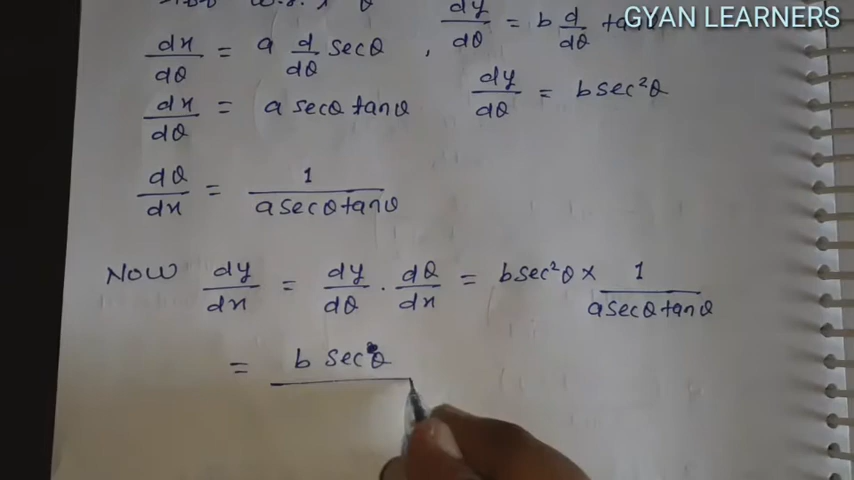 GYAN LEARNERS
dy/dθ = b d/dθ
dx/dθ = a d/dθ secθ ,
dx/dθ = a secθ tanθ
dy/dθ = b sec²θ
dθ/dx = 1/(a secθ tanθ)
Now dy/dx = dy/dθ . dθ/dx = b sec²θ × 1/(a secθ tanθ)
= b sec θ